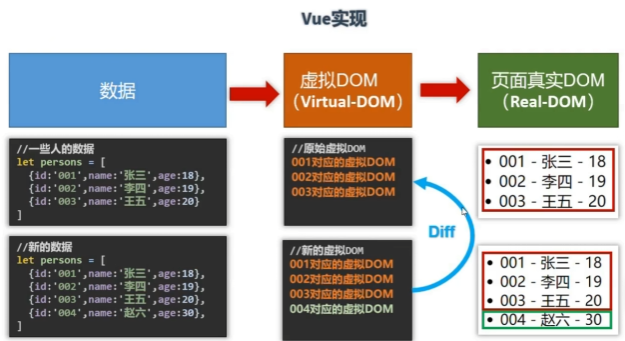 Vue实现
数据
虚拟DOM
（Virtual-DOM）
页面真实DOM
（Real-DOM）
//一些人的数据
let persons = [
{id:'001',name:'张三',age:18},
{id:'002',name:'李四',age:19},
{id:'003',name:'王五',age:20}
]
//原始虚拟DOM
001对应的虚拟DOM
002对应的虚拟DOM
003对应的虚拟DOM
• 001 - 张三 - 18
• 002 - 李四 - 19
• 003 - 王五 - 20
Diff
//新的数据
let persons = [
{id:'001',name:'张三',age:18},
{id:'002',name:'李四',age:19},
{id:'003',name:'王五',age:20},
{id:'004',name:'赵六',age:30},
]
//新的虚拟DOM
001对应的虚拟DOM
002对应的虚拟DOM
003对应的虚拟DOM
004对应的虚拟DOM
• 001 - 张三 - 18
• 002 - 李四 - 19
• 003 - 王五 - 20
• 004 - 赵六 - 30